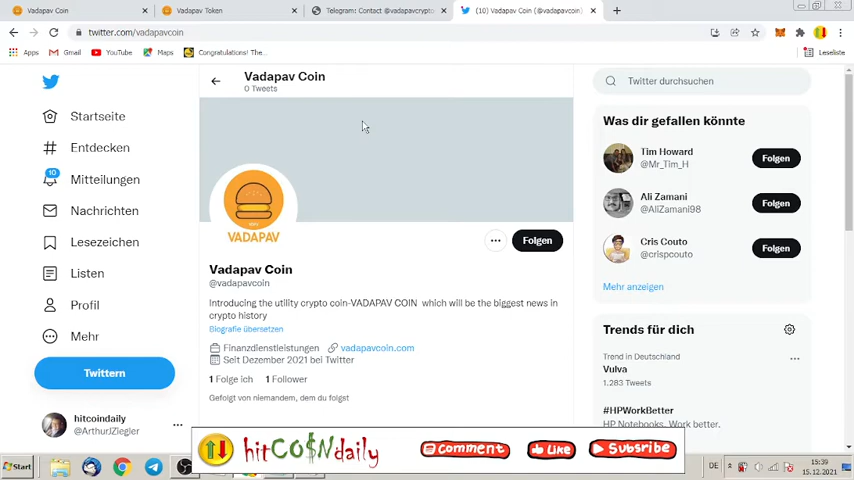 Vadapav Coin
Vadapav Token
Telegram: Contact @vadapavcrypto
(10) Vadapav Coin (@vadapavcoin)
twitter.com/vadapavcoin
Apps
Gmail
YouTube
Maps
Congratulations! The...
Leseliste
Vadapav Coin
0 Tweets
Twitter durchsuchen
Startseite
Entdecken
10
Mitteilungen
Nachrichten
Lesezeichen
Listen
Profil
Mehr
Twittern
hitcoindaily
@ArthurJZiegler
VADAPAV
Folgen
Vadapav Coin
@vadapavcoin
Introducing the utility crypto coin-VADAPAV COIN which will be the biggest news in
crypto history
Biografie übersetzen
Finanzdienstleistungen vadapavcoin.com
Seit Dezember 2021 bei Twitter
1 Folge ich 1 Follower
Gefolgt von niemandem, dem du folgst
Was dir gefallen könnte
Tim Howard
@Mr_Tim_H
Folgen
Ali Zamani
@AliZamani98
Folgen
Cris Couto
@crispcouto
Folgen
Mehr anzeigen
Trends für dich
Trend in Deutschland
Vulva
1.283 Tweets
#HPWorkBetter
HP Notebooks. Work better.
hitCO$Ndaily
Comment
Like
Subsribe
Start
DE
15:39
15.12.2021